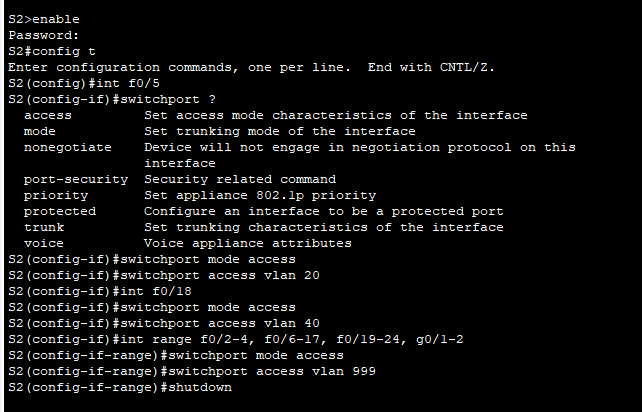 S2>enable
Password:
S2#config t
Enter configuration commands, one per line.  End with CNTL/Z.
S2(config)#int f0/5
S2(config-if)#switchport ?
  access         Set access mode characteristics of the interface
  mode           Set trunking mode of the interface
  nonegotiate    Device will not engage in negotiation protocol on this
                 interface
  port-security  Security related command
  priority       Set appliance 802.1p priority
  protected      Configure an interface to be a protected port
  trunk          Set trunking characteristics of the interface
  voice          Voice appliance attributes
S2(config-if)#switchport mode access
S2(config-if)#switchport access vlan 20
S2(config-if)#int f0/18
S2(config-if)#switchport mode access
S2(config-if)#switchport access vlan 40
S2(config-if)#int range f0/2-4, f0/6-17, f0/19-24, g0/1-2
S2(config-if-range)#switchport mode access
S2(config-if-range)#switchport access vlan 999
S2(config-if-range)#shutdown